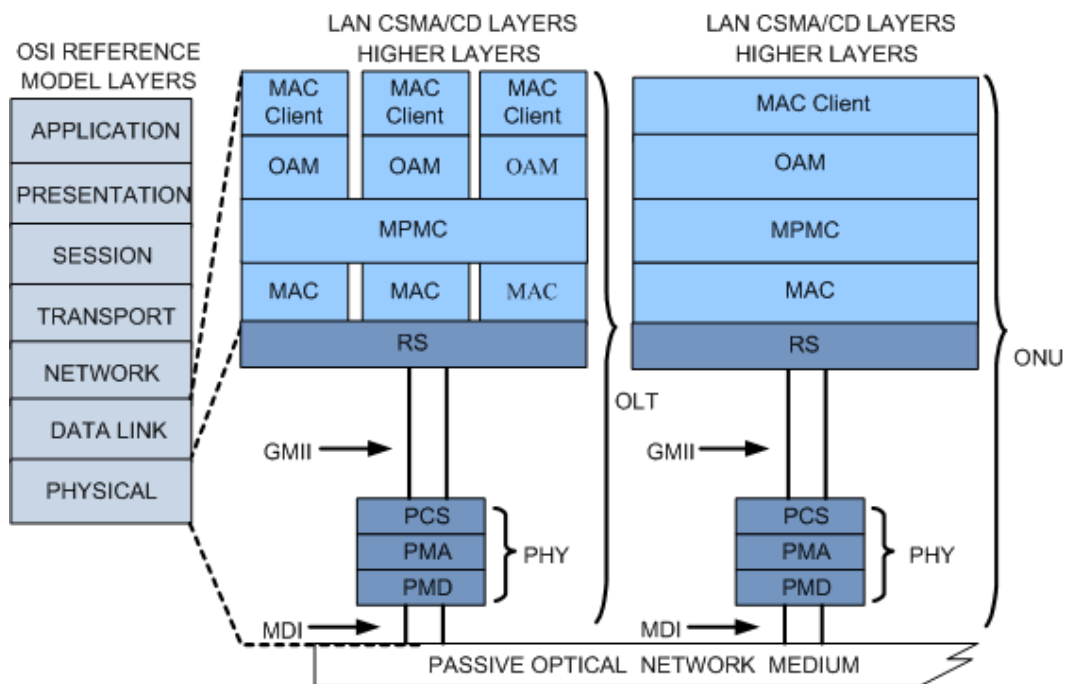 OSI REFERENCE
MODEL LAYERS
APPLICATION
PRESENTATION
SESSION
TRANSPORT
NETWORK
DATA LINK
PHYSICAL
LAN CSMA/CD LAYERS
HIGHER LAYERS
MAC
Client
MAC
Client
MAC
Client
OAM
OAM
OAM
MPMC
MAC
MAC
MAC
RS
OLT
GMII
PCS
PMA
PMD
PHY
MDI
LAN CSMA/CD LAYERS
HIGHER LAYERS
MAC Client
OAM
MPMC
MAC
RS
ONU
GMII
PCS
PMA
PMD
PHY
MDI
PASSIVE OPTICAL NETWORK MEDIUM